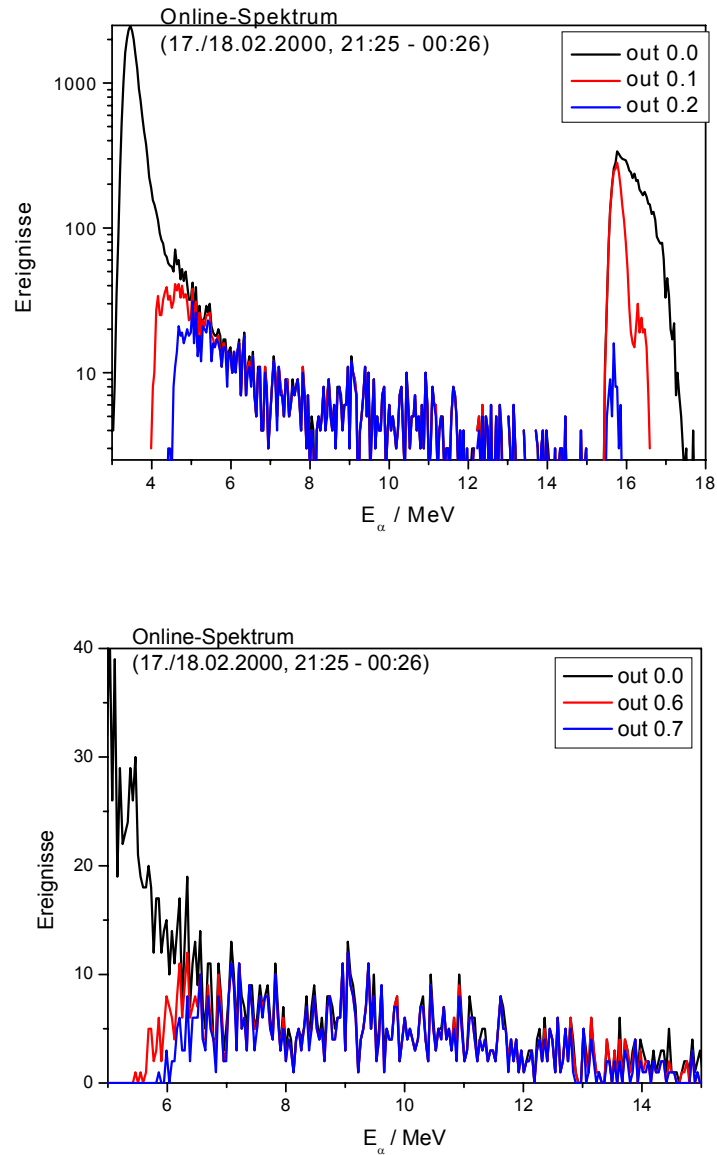 Online-Spektrum
(17./18.02.2000, 21:25 - 00:26)
out 0.0
out 0.1
out 0.2
1000
100
10
Ereignisse
4 6 8 10 12 14 16 18
E_α / MeV
Online-Spektrum
(17./18.02.2000, 21:25 - 00:26)
out 0.0
out 0.6
out 0.7
40
30
20
10
0
Ereignisse
6 8 10 12 14
E_α / MeV